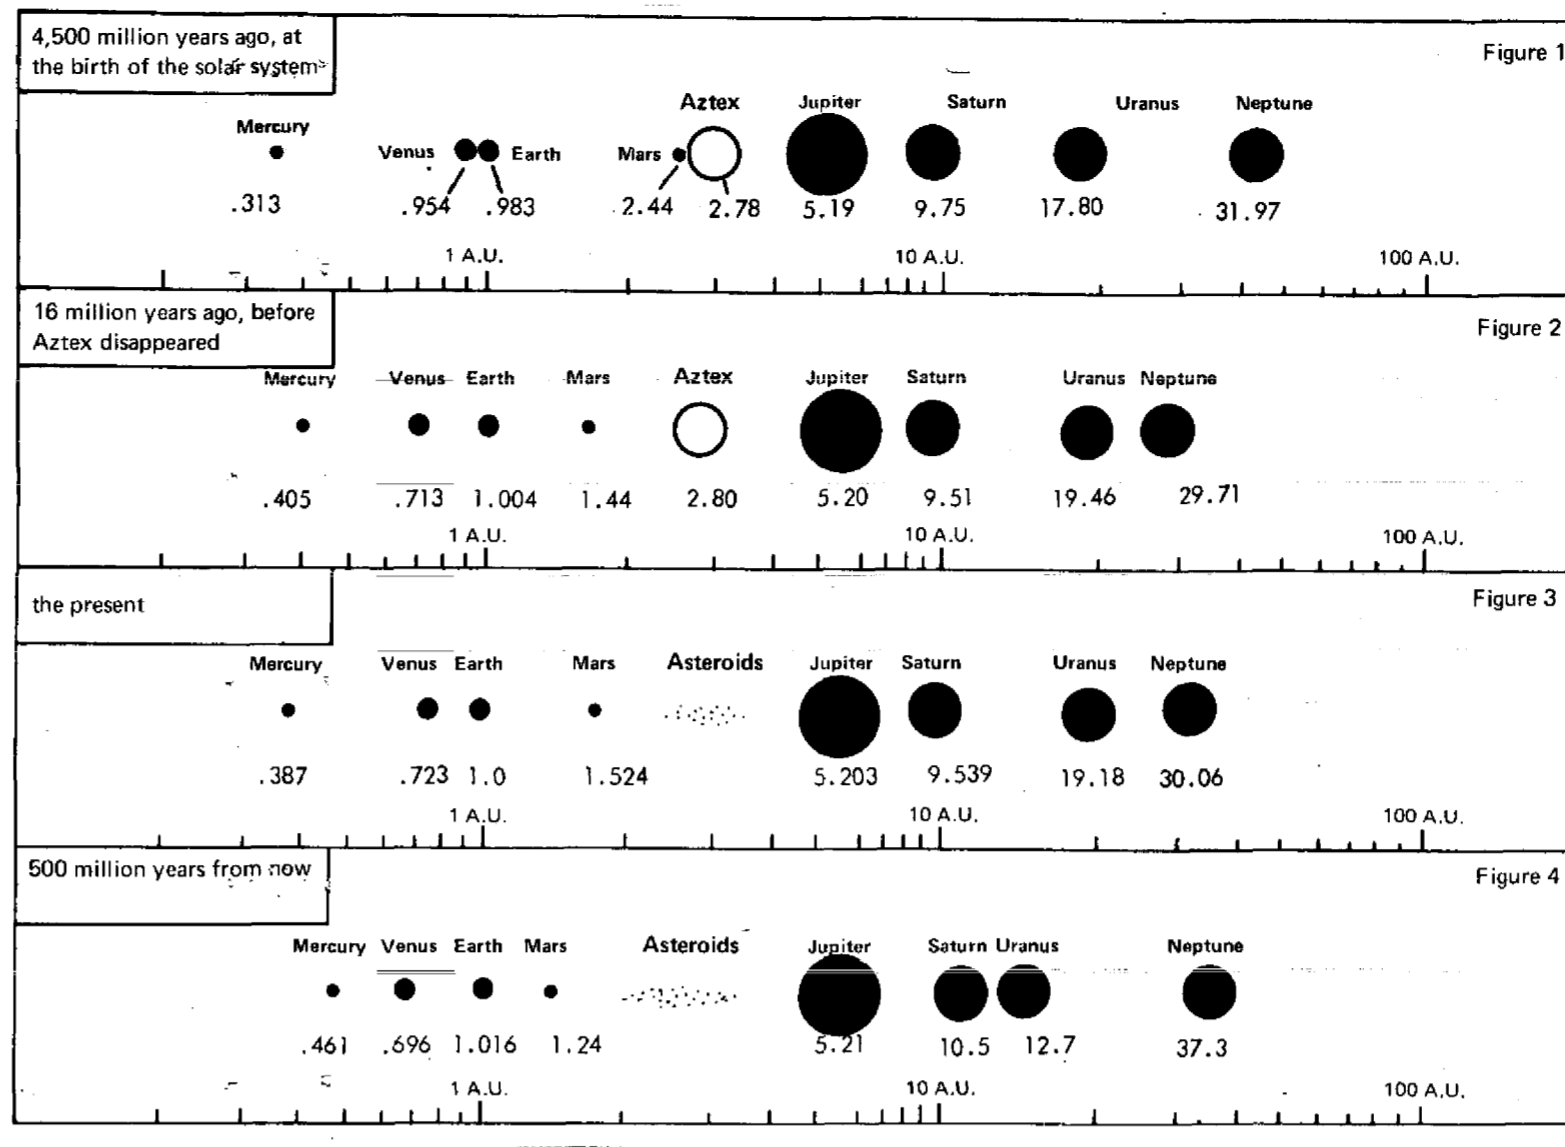 4,500 million years ago, at
the birth of the solar system
Figure 1
Aztex Jupiter Saturn Uranus Neptune
Mercury
Venus Earth Mars
.313 .954 .983 2.44 2.78 5.19 9.75 17.80 31.97
1 A.U. 10 A.U. 100 A.U.
16 million years ago, before
Aztex disappeared
Figure 2
Mercury Venus Earth Mars Aztex Jupiter Saturn Uranus Neptune
.405 .713 1.004 1.44 2.80 5.20 9.51 19.46 29.71
1 A.U. 10 A.U. 100 A.U.
the present
Figure 3
Mercury Venus Earth Mars Asteroids Jupiter Saturn Uranus Neptune
.387 .723 1.0 1.524 5.203 9.539 19.18 30.06
1 A.U. 10 A.U. 100 A.U.
500 million years from now
Figure 4
Mercury Venus Earth Mars Asteroids Jupiter Saturn Uranus Neptune
.461 .696 1.016 1.24 5.21 10.5 12.7 37.3
1 A.U. 10 A.U. 100 A.U.